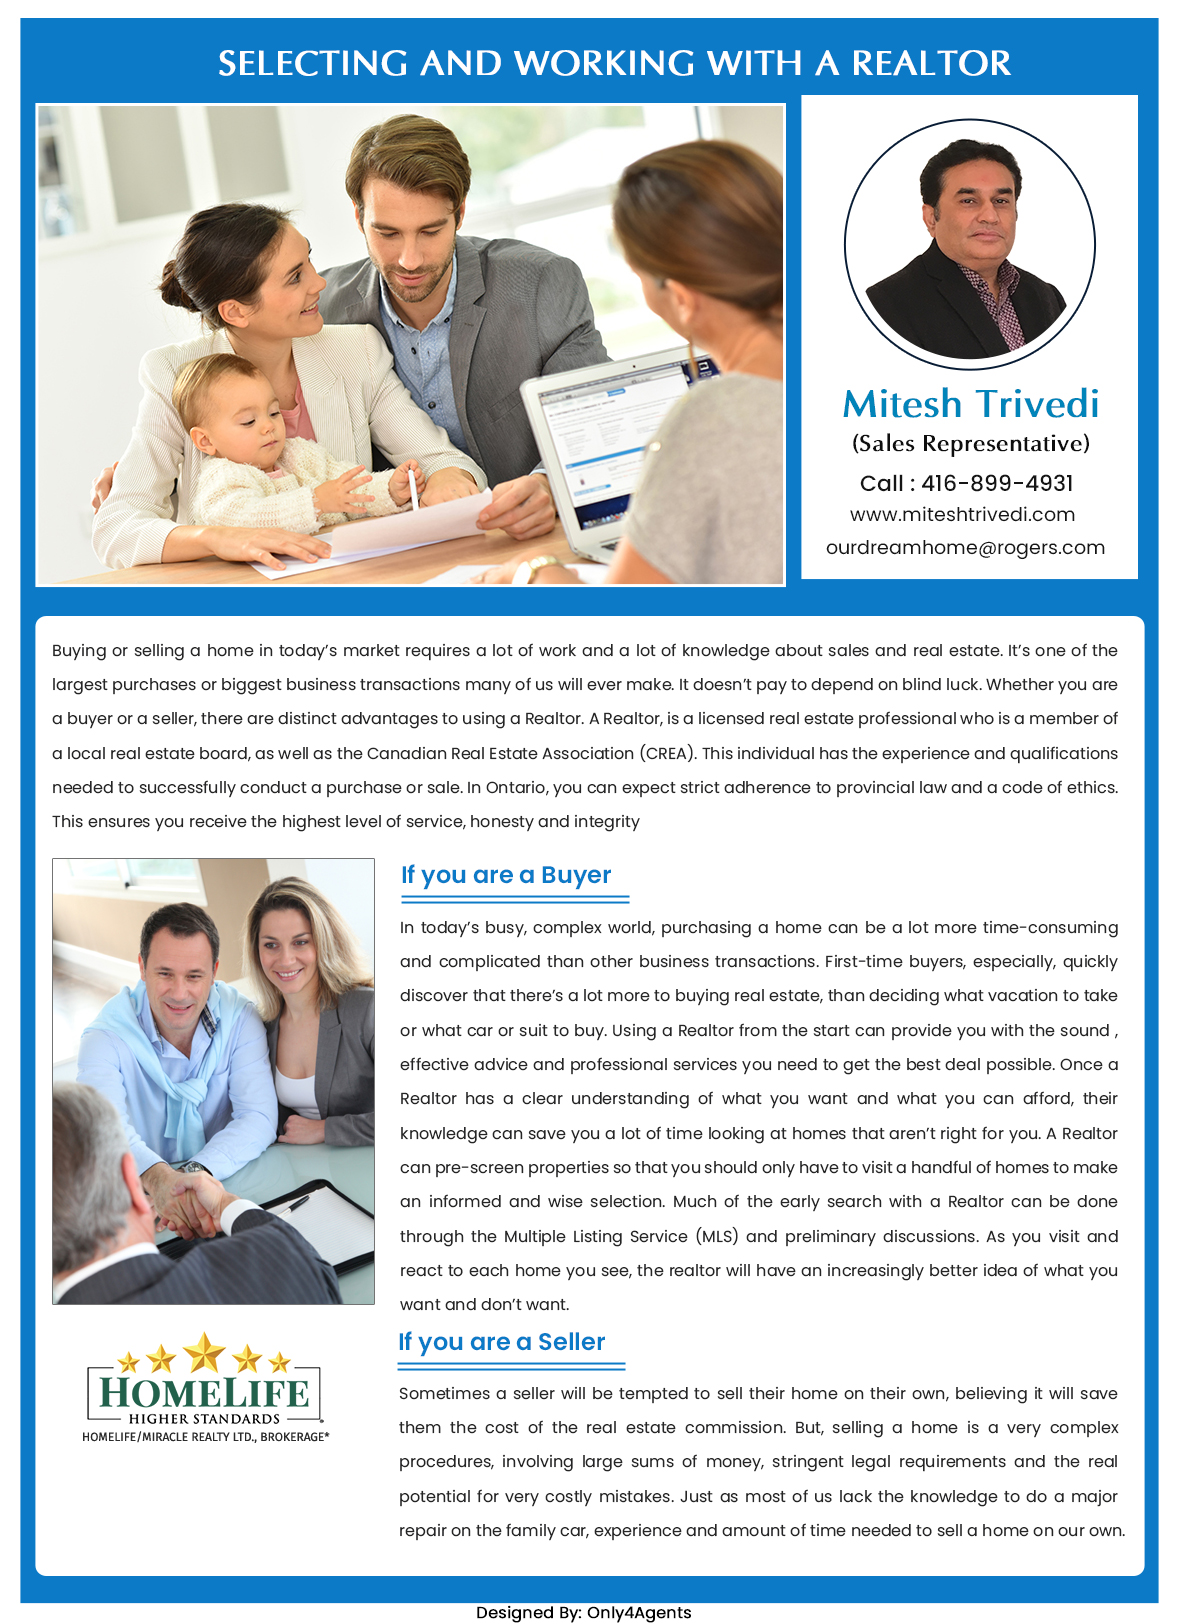 SELECTING AND WORKING WITH A REALTOR
Mitesh Trivedi
(Sales Representative)
Call : 416-899-4931
www.miteshtrivedi.com
ourdreamhome@rogers.com
Buying or selling a home in today's market requires a lot of work and a lot of knowledge about sales and real estate. It's one of the
largest purchases or biggest business transactions many of us will ever make. It doesn't pay to depend on blind luck. Whether you are
a buyer or a seller, there are distinct advantages to using a Realtor. A Realtor, is a licensed real estate professional who is a member of
a local real estate board, as well as the Canadian Real Estate Association (CREA). This individual has the experience and qualifications
needed to successfully conduct a purchase or sale. In Ontario, you can expect strict adherence to provincial law and a code of ethics.
This ensures you receive the highest level of service, honesty and integrity
If you are a Buyer
In today's busy, complex world, purchasing a home can be a lot more time-consuming
and complicated than other business transactions. First-time buyers, especially, quickly
discover that there's a lot more to buying real estate, than deciding what vacation to take
or what car or suit to buy. Using a Realtor from the start can provide you with the sound ,
effective advice and professional services you need to get the best deal possible. Once a
Realtor has a clear understanding of what you want and what you can afford, their
knowledge can save you a lot of time looking at homes that aren't right for you. A Realtor
can pre-screen properties so that you should only have to visit a handful of homes to make
an informed and wise selection. Much of the early search with a Realtor can be done
through the Multiple Listing Service (MLS) and preliminary discussions. As you visit and
react to each home you see, the realtor will have an increasingly better idea of what you
want and don't want.
HOMELIFE
HIGHER STANDARDS
HOMELIFE/MIRACLE REALTY LTD., BROKERAGE*
If you are a Seller
Sometimes a seller will be tempted to sell their home on their own, believing it will save
them the cost of the real estate commission. But, selling a home is a very complex
procedures, involving large sums of money, stringent legal requirements and the real
potential for very costly mistakes. Just as most of us lack the knowledge to do a major
repair on the family car, experience and amount of time needed to sell a home on our own.
Designed By: Only4Agents